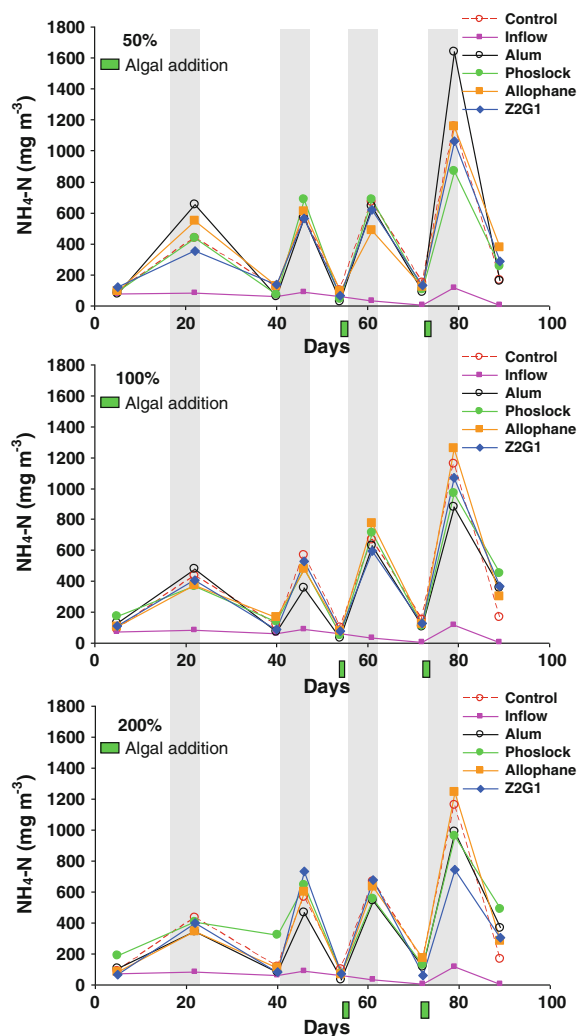 50%
Algal addition
Control
Inflow
Alum
Phoslock
Allophane
Z2G1
NH₄-N (mg m⁻³)
1800
1600
1400
1200
1000
800
600
400
200
0
0 20 40 60 80 100
Days
100%
Algal addition
Control
Inflow
Alum
Phoslock
Allophane
Z2G1
NH₄-N (mg m⁻³)
1800
1600
1400
1200
1000
800
600
400
200
0
0 20 40 60 80 100
Days
200%
Algal addition
Control
Inflow
Alum
Phoslock
Allophane
Z2G1
NH₄-N (mg m⁻³)
1800
1600
1400
1200
1000
800
600
400
200
0
0 20 40 60 80 100
Days